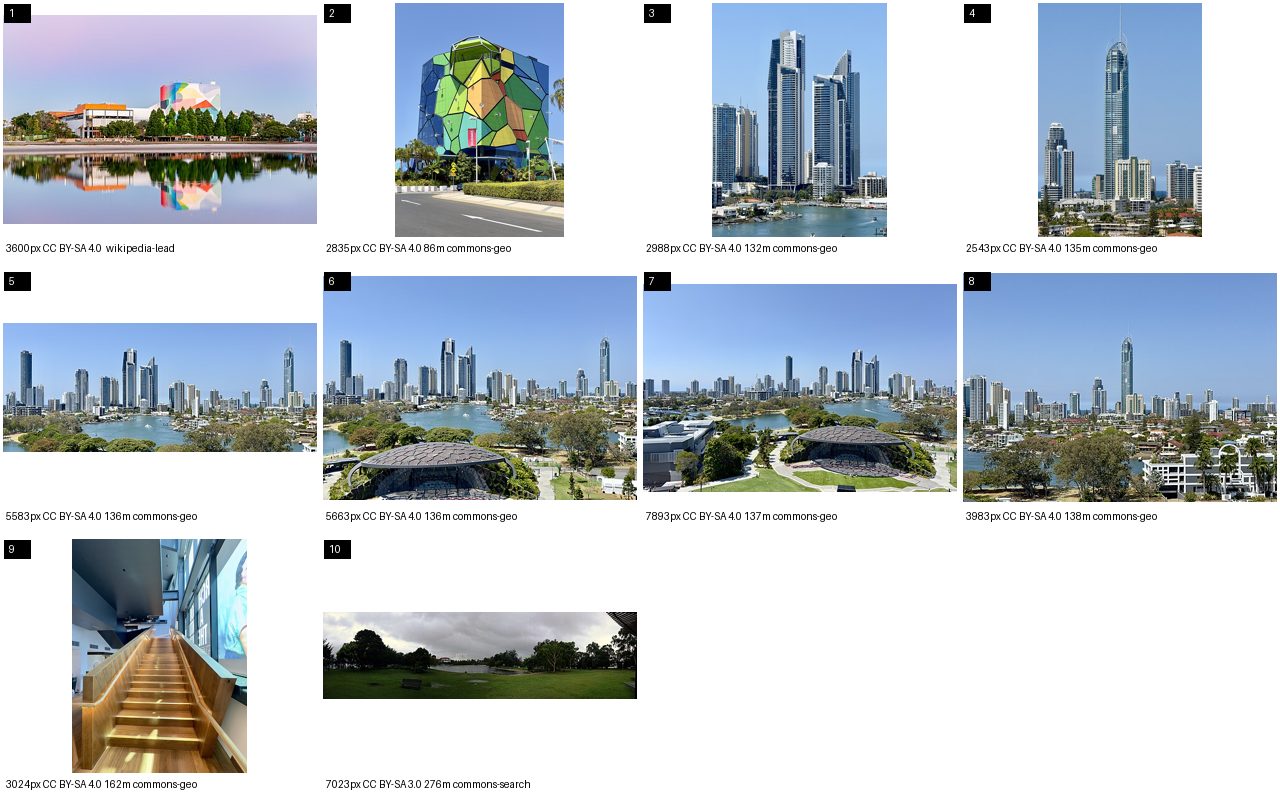 1
2
3
4
3600px CC BY-SA 4.0 wikipedia-lead
2835px CC BY-SA 4.0 86m commons-geo
2988px CC BY-SA 4.0 132m commons-geo
2543px CC BY-SA 4.0 135m commons-geo
5
6
7
8
5583px CC BY-SA 4.0 136m commons-geo
5663px CC BY-SA 4.0 136m commons-geo
7893px CC BY-SA 4.0 137m commons-geo
3983px CC BY-SA 4.0 138m commons-geo
9
10
3024px CC BY-SA 4.0 162m commons-geo
7023px CC BY-SA 3.0 276m commons-search